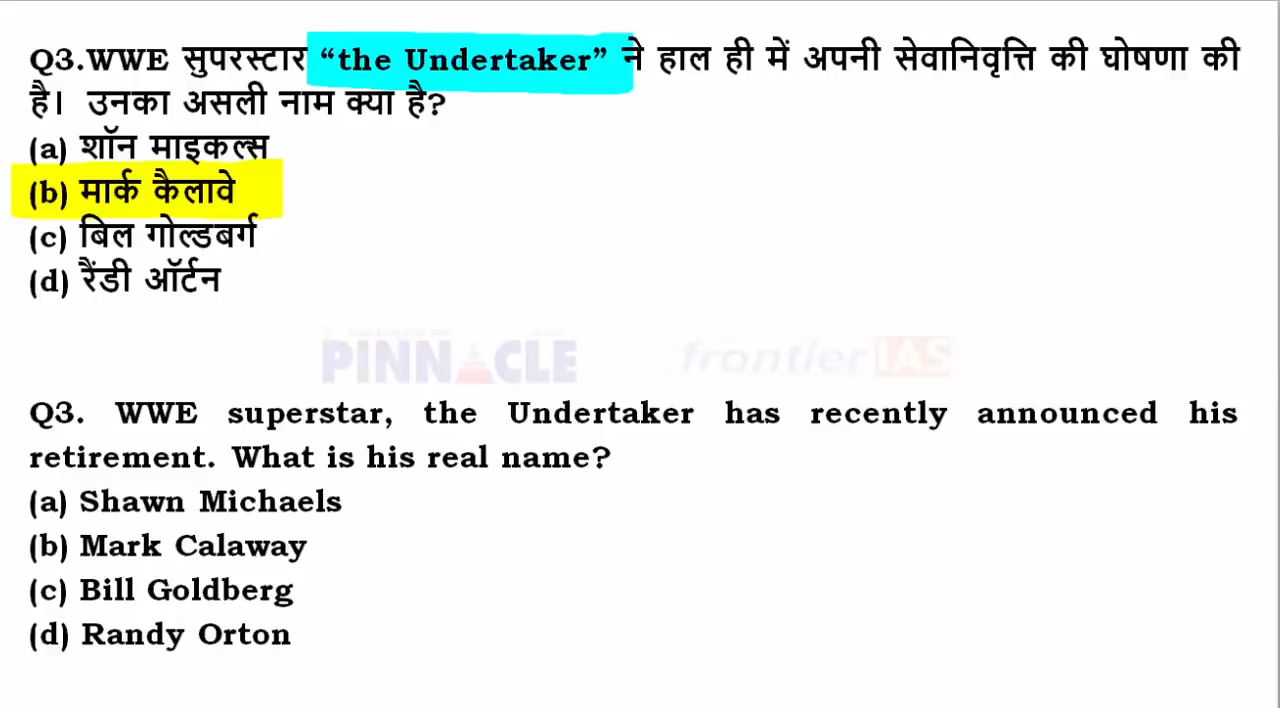 Q3.WWE सुपरस्टार “the Undertaker” ने हाल ही में अपनी सेवानिवृत्ति की घोषणा की
है। उनका असली नाम क्या है?
(a) शॉन माइकल्स
(b) मार्क कैलावे
(c) बिल गोल्डबर्ग
(d) रैंडी ऑर्टन
PINNACLE frontier IAS
Q3. WWE superstar, the Undertaker has recently announced his
retirement. What is his real name?
(a) Shawn Michaels
(b) Mark Calaway
(c) Bill Goldberg
(d) Randy Orton